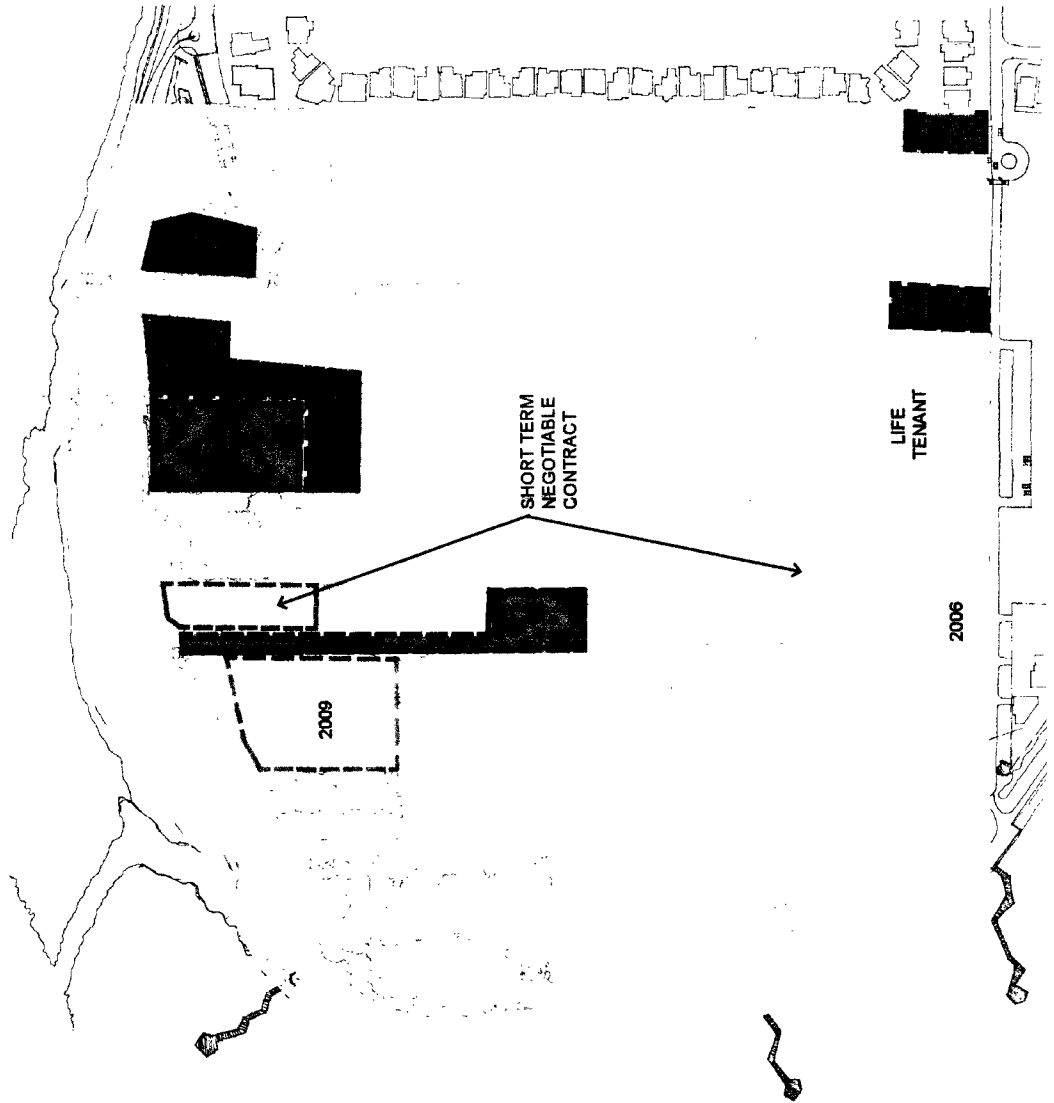 SHORT TERM
NEGOTIABLE
CONTRACT
LIFE
TENANT
2009
2006